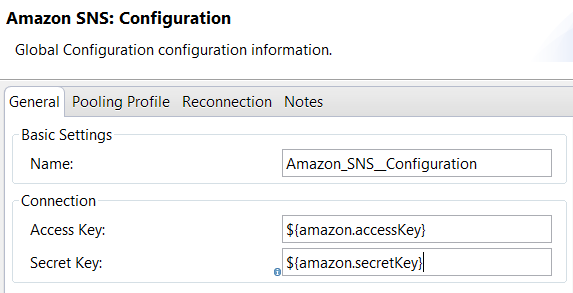 Amazon SNS: Configuration
Global Configuration configuration information.
General Pooling Profile Reconnection Notes
Basic Settings
Name: Amazon_SNS__Configuration
Connection
Access Key: ${amazon.accessKey}
Secret Key: ${amazon.secretKey}